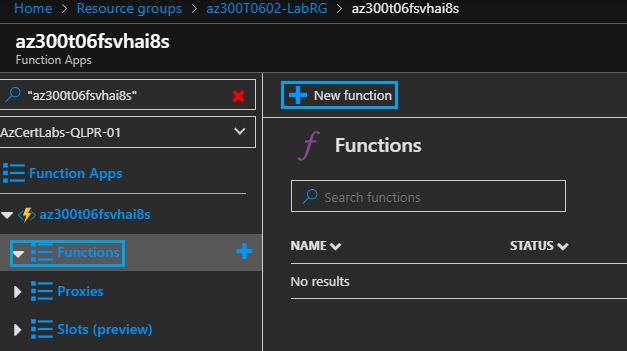 Home > Resource groups > az300T0602-LabRG > az300t06fsvhai8s
az300t06fsvhai8s
Function Apps
"az300t06fsvhai8s"
AzCertLabs-QLPR-01
Function Apps
az300t06fsvhai8s
Functions
Proxies
Slots (preview)
New function
Functions
Search functions
NAME STATUS
No results